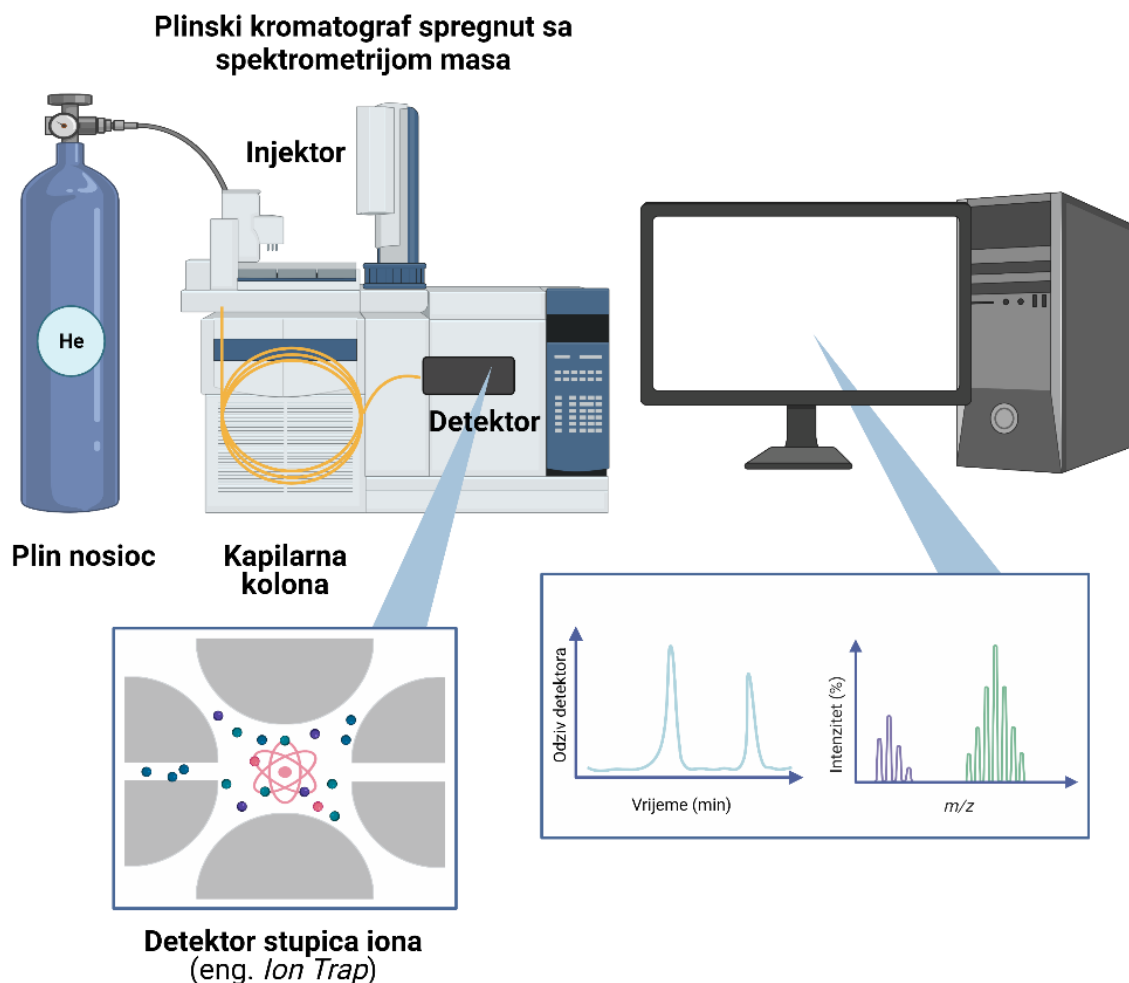 Plinski kromatograf spregnut sa
spektrometrijom masa
Injektor
He
Detektor
Plin nosioc
Kapilarna
kolona
Odziv detektora
Vrijeme (min)
Intenzitet (%)
m/z
Detektor stupica iona
(eng. Ion Trap)